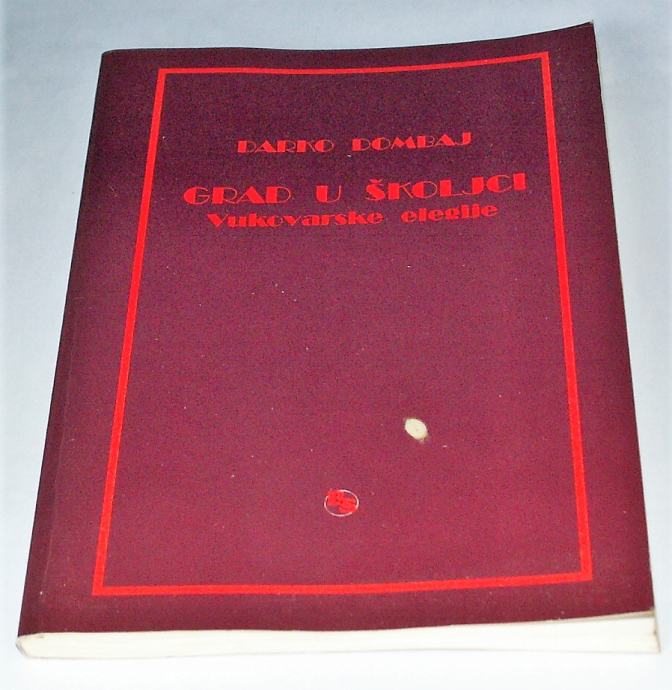 DARKO DOMBAJ
GRAD U ŠKOLJCI
Vukovarske elegije